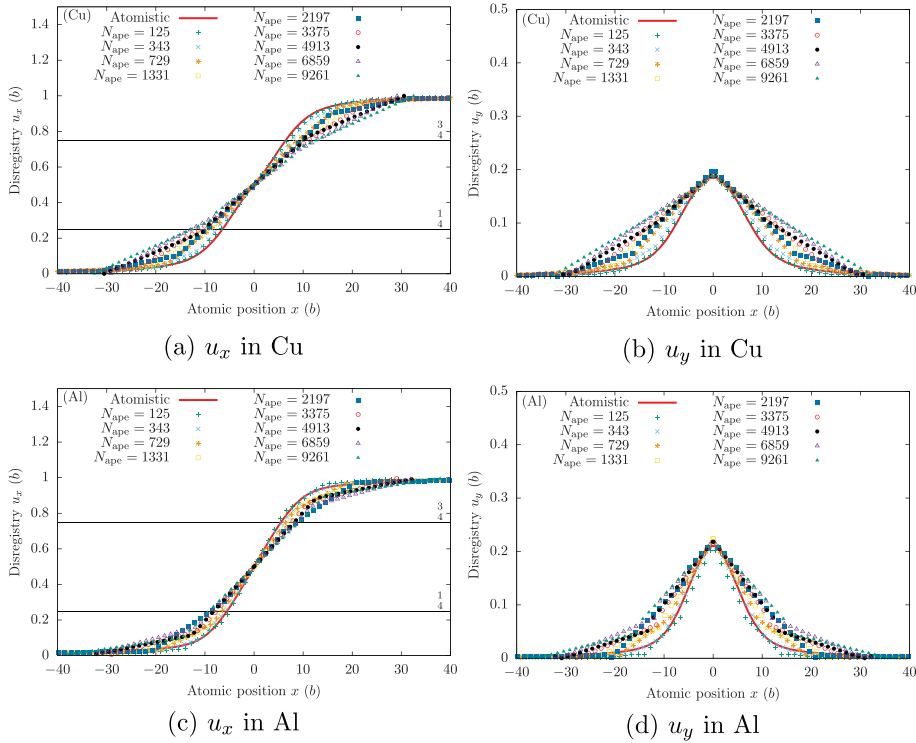 (Cu)
Atomistic
N_ape = 125
N_ape = 343
N_ape = 729
N_ape = 1331
N_ape = 2197
N_ape = 3375
N_ape = 4913
N_ape = 6859
N_ape = 9261
3/4
1/4
0 0.2 0.4 0.6 0.8 1 1.2 1.4
Disregistry u_x (b)
−40 −30 −20 −10 0 10 20 30 40
Atomic position x (b)
(a) u_x in Cu
(Cu)
Atomistic
N_ape = 125
N_ape = 343
N_ape = 729
N_ape = 1331
N_ape = 2197
N_ape = 3375
N_ape = 4913
N_ape = 6859
N_ape = 9261
0 0.1 0.2 0.3 0.4 0.5
Disregistry u_y (b)
−40 −30 −20 −10 0 10 20 30 40
Atomic position x (b)
(b) u_y in Cu
(Al)
Atomistic
N_ape = 125
N_ape = 343
N_ape = 729
N_ape = 1331
N_ape = 2197
N_ape = 3375
N_ape = 4913
N_ape = 6859
N_ape = 9261
3/4
1/4
0 0.2 0.4 0.6 0.8 1 1.2 1.4
Disregistry u_x (b)
−40 −30 −20 −10 0 10 20 30 40
Atomic position x (b)
(c) u_x in Al
(Al)
Atomistic
N_ape = 125
N_ape = 343
N_ape = 729
N_ape = 1331
N_ape = 2197
N_ape = 3375
N_ape = 4913
N_ape = 6859
N_ape = 9261
0 0.1 0.2 0.3 0.4 0.5
Disregistry u_y (b)
−40 −30 −20 −10 0 10 20 30 40
Atomic position x (b)
(d) u_y in Al